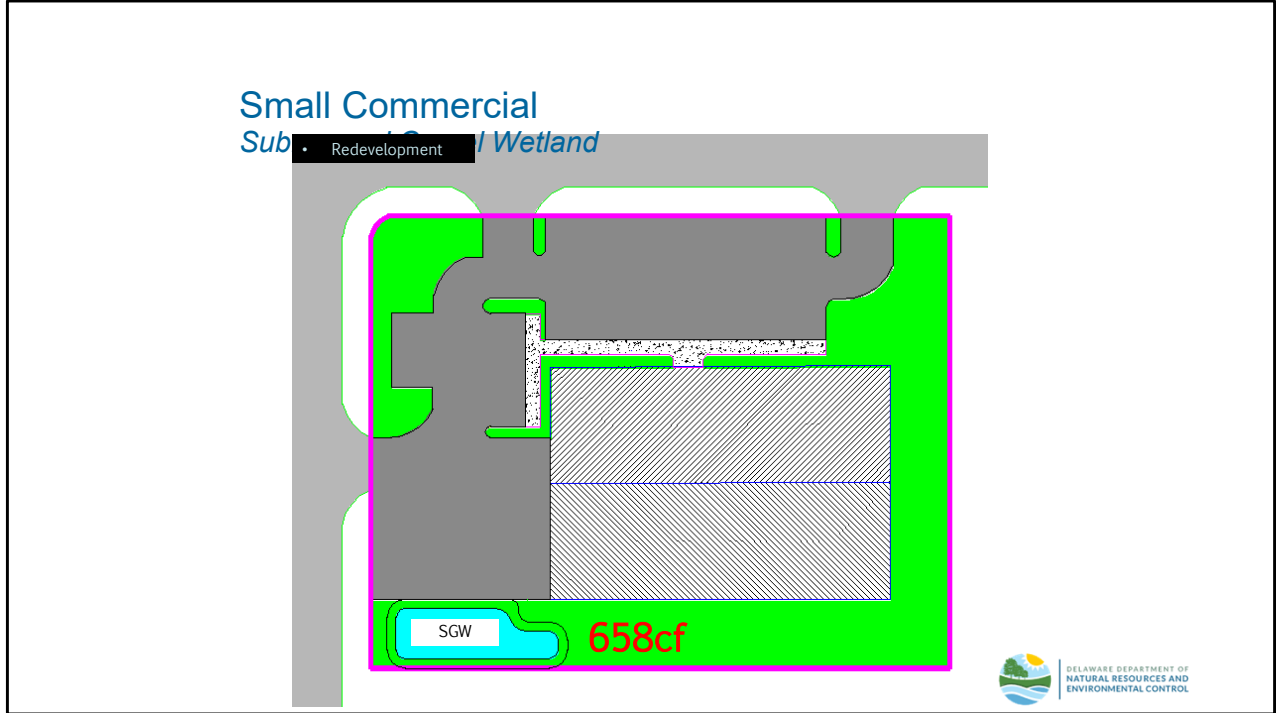 Small Commercial
Sub Wetland
• Redevelopment
SGW
658cf
DELAWARE DEPARTMENT OF
NATURAL RESOURCES AND
ENVIRONMENTAL CONTROL